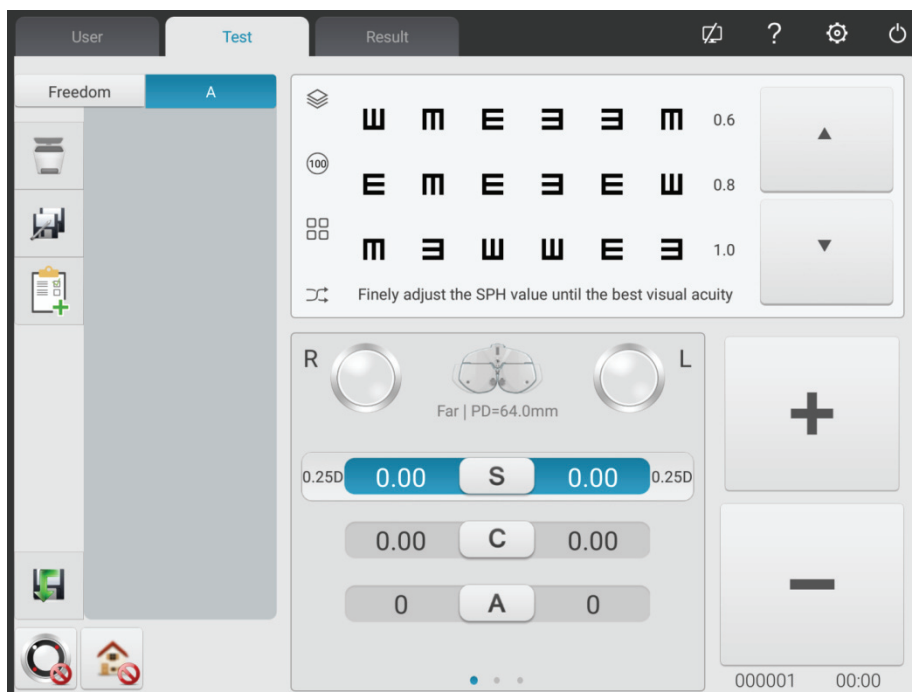 User Test Result ?
Freedom A
0.6
100
0.8
1.0
Finely adjust the SPH value until the best visual acuity
R L
Far | PD=64.0mm
0.25D 0.00 S 0.00 0.25D
0.00 C 0.00
0 A 0
000001 00:00